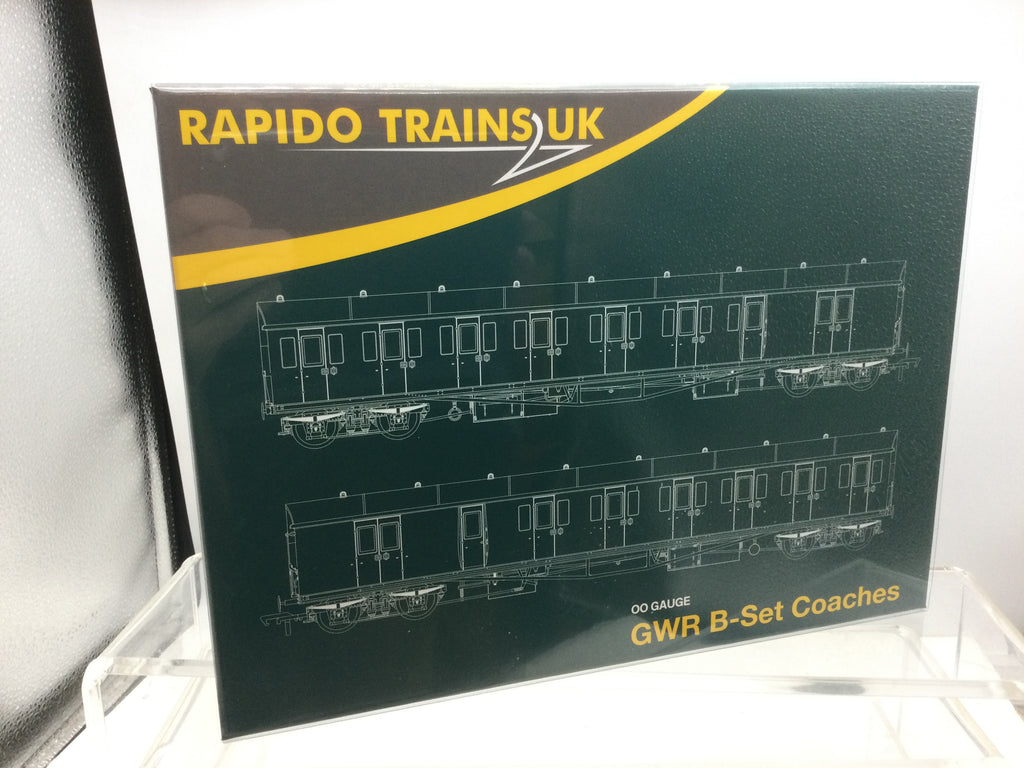 RAPIDO TRAINS UK
OO GAUGE
GWR B-Set Coaches